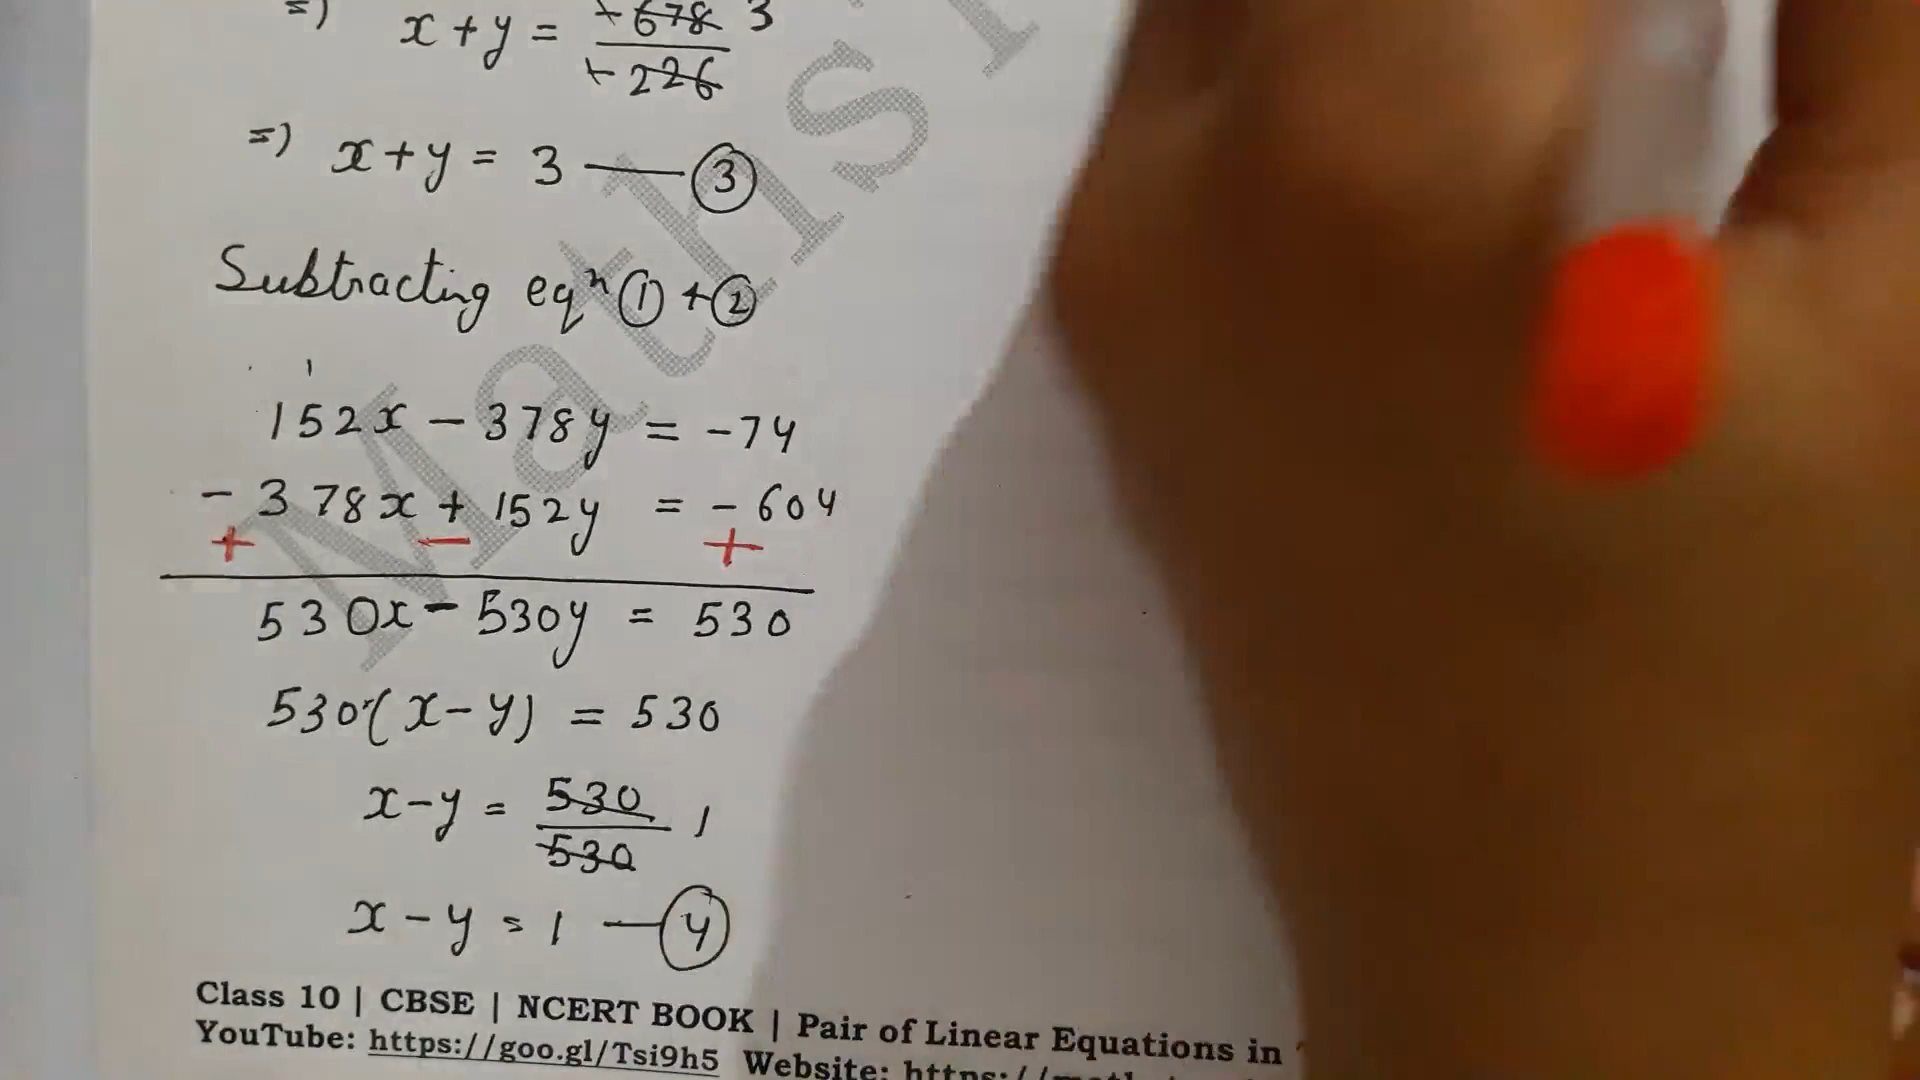 =) x + y = -678 3
-226
=) x + y = 3 — ③
Subtracting eqⁿ ① + ②
1
152x - 378y = -74
- 378x + 152y = -604
+ - +
530x - 530y = 530
530(x - y) = 530
x - y = 530 1
530
x - y = 1 — ④
Class 10 | CBSE | NCERT BOOK | Pair of Linear Equations in
YouTube: https://goo.gl/Tsi9h5 Website: https://